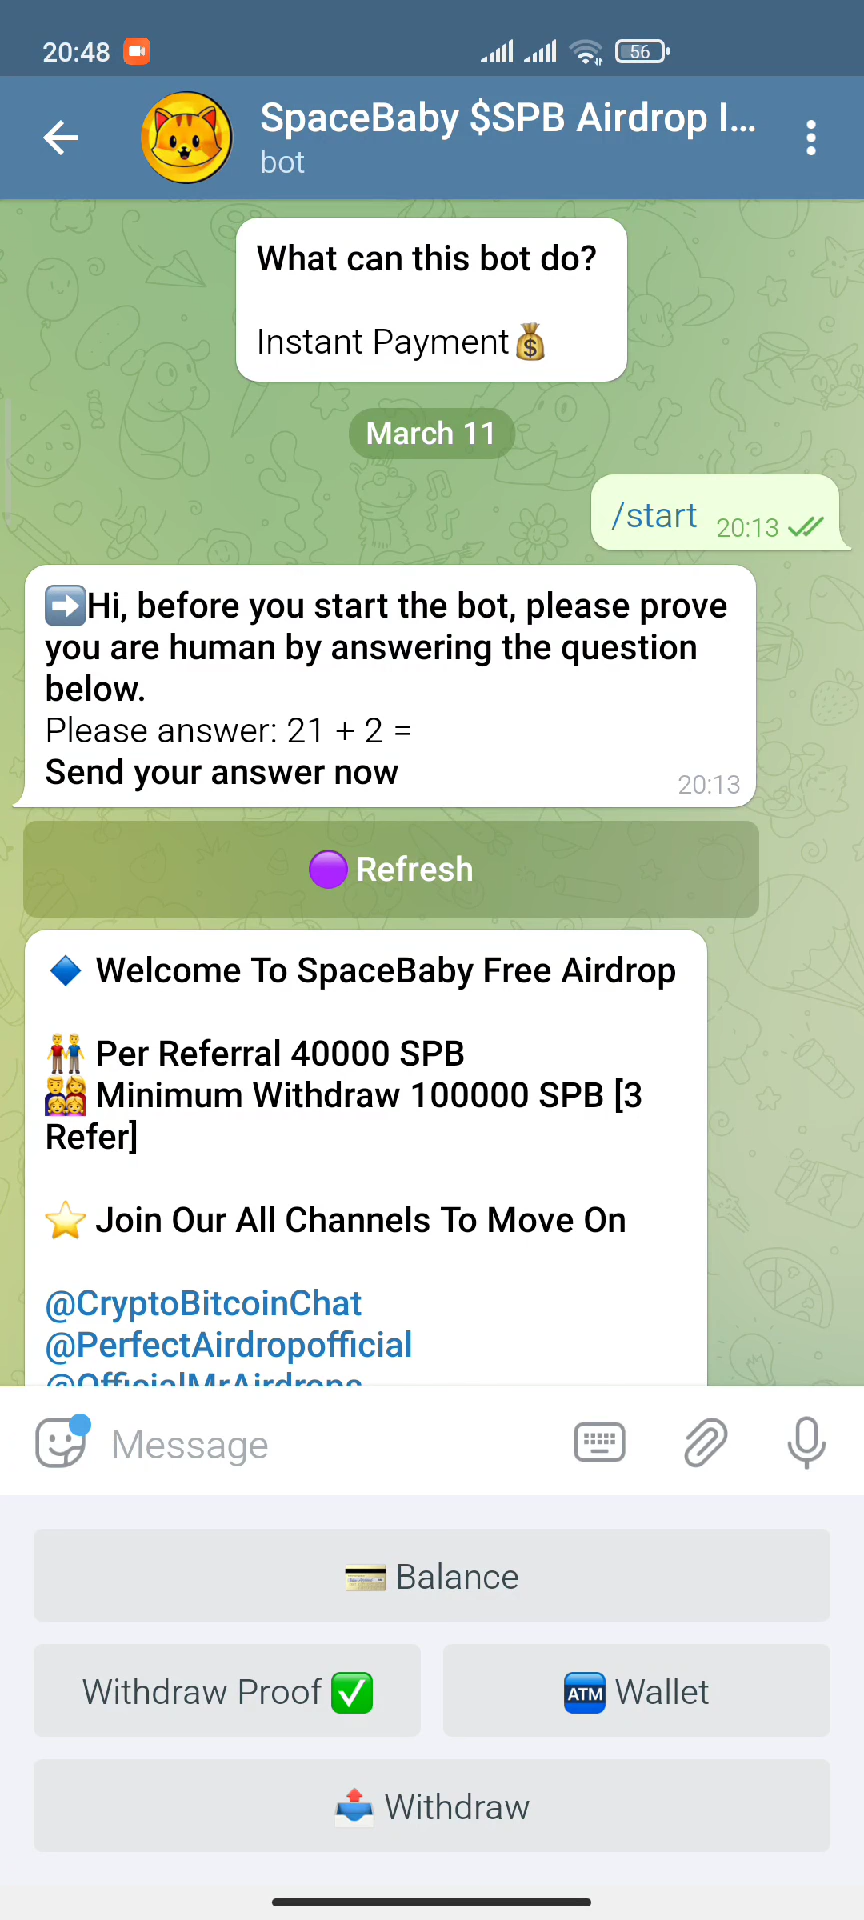 20:48
56
SpaceBaby $SPB Airdrop I...
bot
What can this bot do?
Instant Payment💰
March 11
/start 20:13
➡️Hi, before you start the bot, please prove
you are human by answering the question
below.
Please answer: 21 + 2 =
Send your answer now
20:13
🟣Refresh
🔹 Welcome To SpaceBaby Free Airdrop
👬 Per Referral 40000 SPB
👨‍👩‍👧‍👧 Minimum Withdraw 100000 SPB [3
Refer]
⭐ Join Our All Channels To Move On
@CryptoBitcoinChat
@PerfectAirdropofficial
@OfficialMrAirdrops
Message
💳 Balance
Withdraw Proof ✅
🏧 Wallet
📤 Withdraw